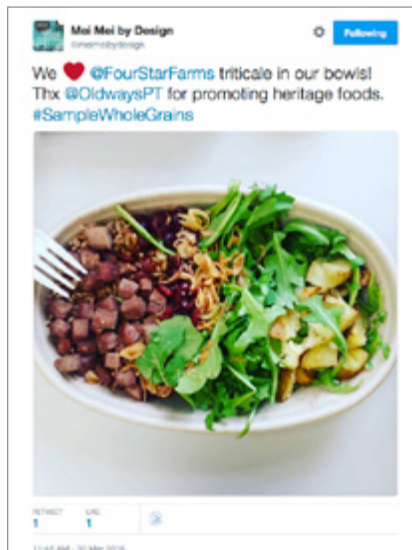 Mei Mei by Design
@meimeibydesign
Following
We ❤ @FourStarFarms triticale in our bowls!
Thx @OldwaysPT for promoting heritage foods.
#SampleWholeGrains
RETWEET
LIKE
1
1